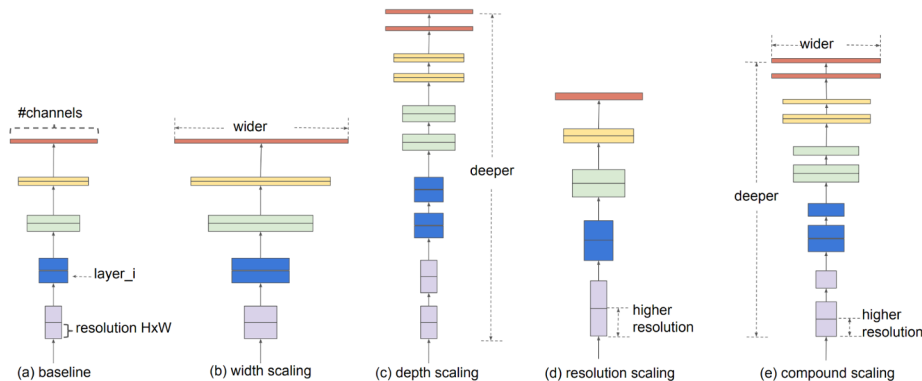 #channels
layer_i
resolution HxW
(a) baseline
wider
(b) width scaling
deeper
(c) depth scaling
higher
resolution
(d) resolution scaling
wider
deeper
higher
resolution
(e) compound scaling